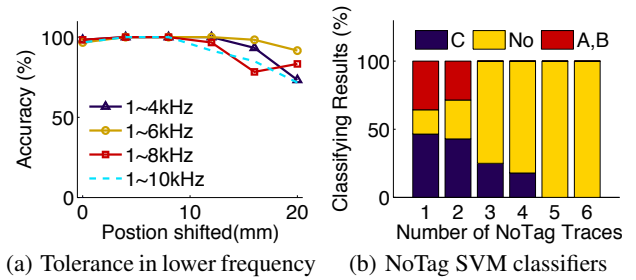 Accuracy (%)
100
50
0
1~4kHz
1~6kHz
1~8kHz
1~10kHz
0
10
20
Postion shifted(mm)
(a) Tolerance in lower frequency
C
No
A,B
Classifying Results (%)
100
50
0
1 2 3 4 5 6
Number of NoTag Traces
(b) NoTag SVM classifiers